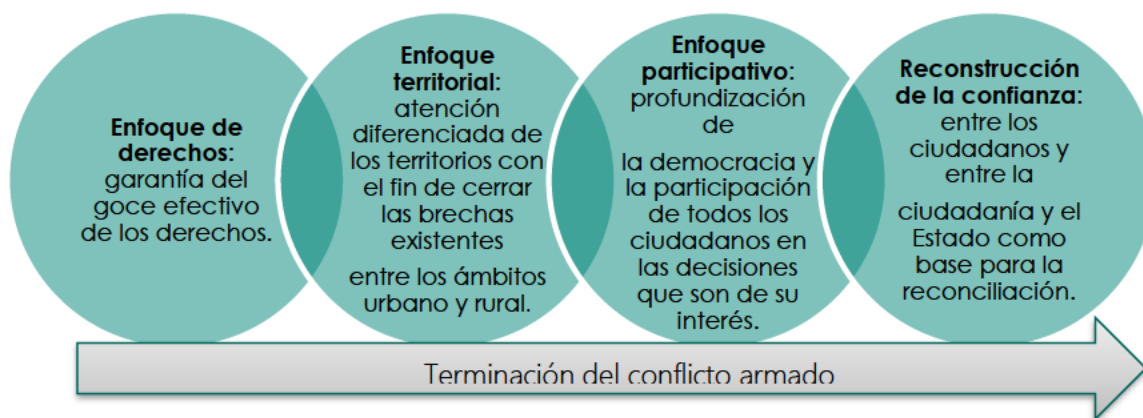 Enfoque de
derechos:
garantía del
goce efectivo
de los derechos.
Enfoque
territorial:
atención
diferenciada de
los territorios con
el fin de cerrar
las brechas
existentes
entre los ámbitos
urbano y rural.
Enfoque
participativo:
profundización
de
la democracia y
la participación
de todos los
ciudadanos en
las decisiones
que son de su
interés.
Reconstrucción
de la confianza:
entre los
ciudadanos y
entre la
ciudadanía y el
Estado como
base para la
reconciliación.
Terminación del conflicto armado